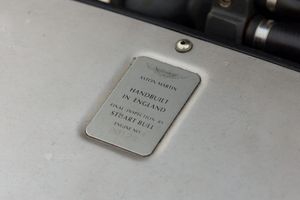 ASTON MARTIN
HANDBUILT
IN ENGLAND
FINAL INSPECTION BY
STUART BULL
ENGINE NO